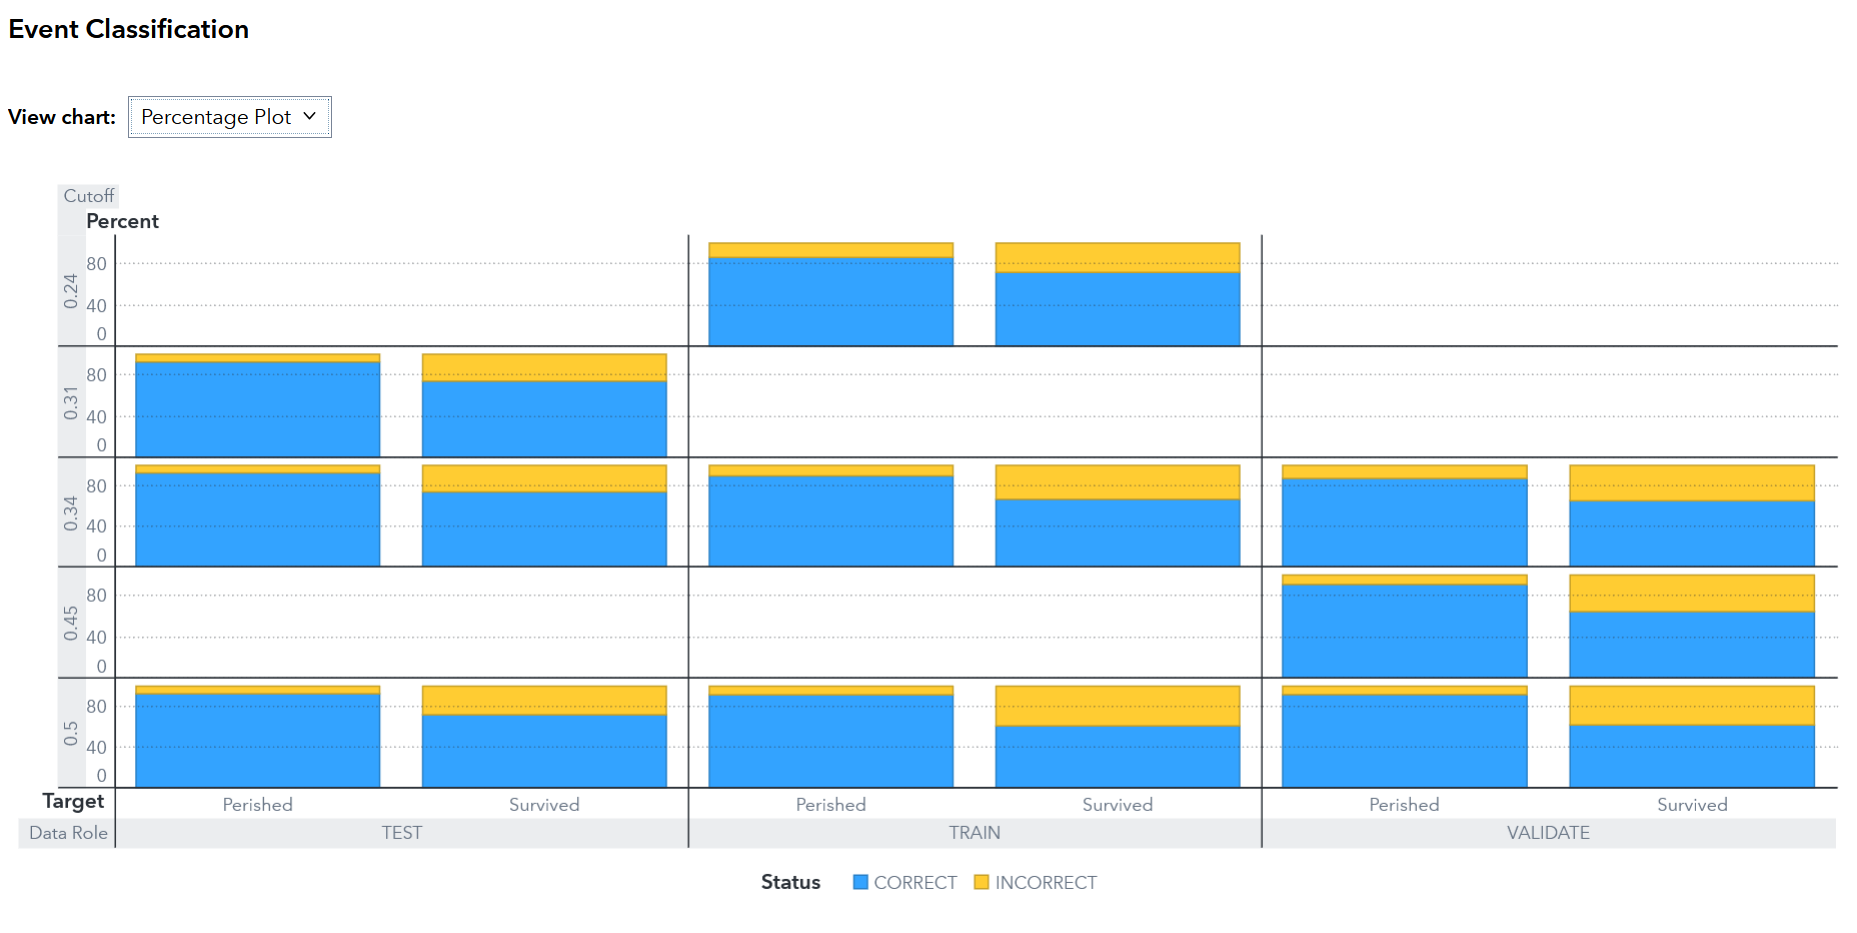 Event Classification
View chart: Percentage Plot
Cutoff
Percent
0.24
80
40
0
0.31
80
40
0
0.34
80
40
0
0.45
80
40
0
0.5
80
40
0
Target Perished Survived Perished Survived Perished Survived
Data Role TEST TRAIN VALIDATE
Status CORRECT INCORRECT